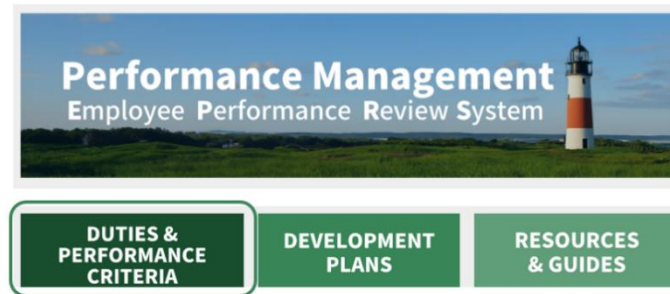 Performance Management
Employee Performance Review System
DUTIES &
PERFORMANCE
CRITERIA
DEVELOPMENT
PLANS
RESOURCES
& GUIDES